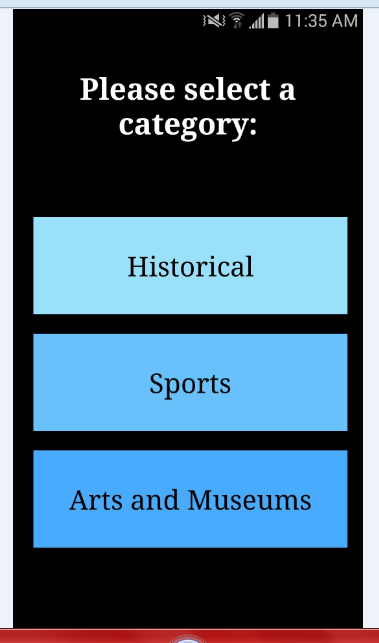 11:35 AM
Please select a
category:
Historical
Sports
Arts and Museums